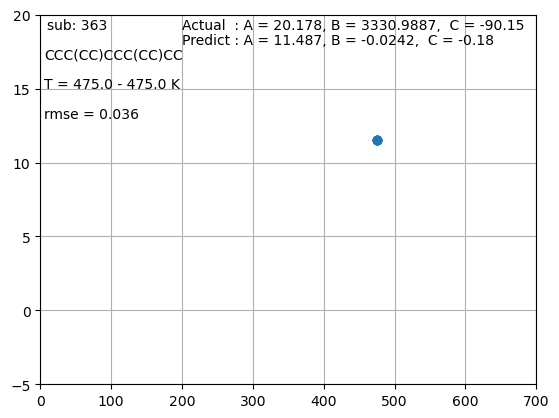 sub: 363
Actual  : A = 20.178, B = 3330.9887,  C = -90.15
Predict : A = 11.487, B = -0.0242,  C = -0.18
CCC(CC)CCC(CC)CC
T = 475.0 - 475.0 K
rmse = 0.036
20
15
10
5
0
−5
0 100 200 300 400 500 600 700